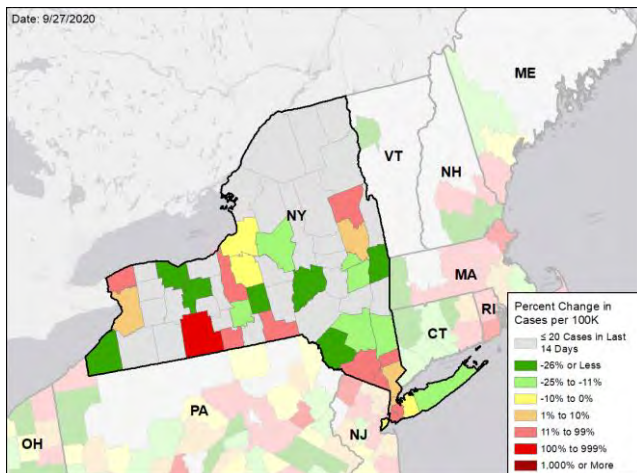 Date: 9/27/2020
ME
VT
NH
NY
MA
CT
RI
PA
OH
NJ
Percent Change in
Cases per 100K
≤ 20 Cases in Last
14 Days
-26% or Less
-25% to -11%
-10% to 0%
1% to 10%
11% to 99%
100% to 999%
1,000% or More